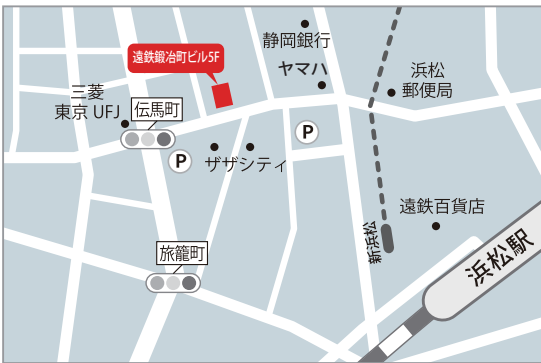 静岡銀行
遠鉄鍛冶町ビル5F
ヤマハ
浜松
郵便局
三菱
東京 UFJ
伝馬町
P
P
ザザシティ
遠鉄百貨店
新浜松
旅籠町
浜松駅